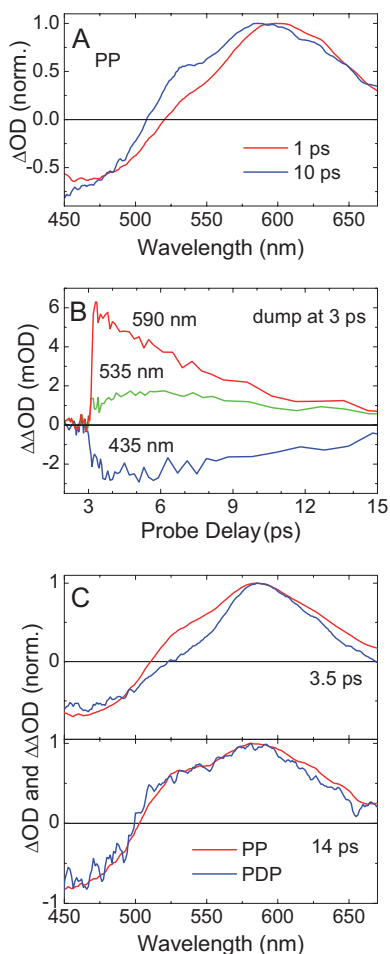 A
PP
ΔOD (norm.)
1.0
0.5
0.0
-0.5
1 ps
10 ps
450 500 550 600 650
Wavelength (nm)
B
590 nm
dump at 3 ps
535 nm
435 nm
ΔΔOD (mOD)
6
4
2
0
-2
3 6 9 12 15
Probe Delay (ps)
C
ΔOD and ΔΔOD (norm.)
1
0
3.5 ps
1
0
-1
PP
PDP
14 ps
450 500 550 600 650
Wavelength (nm)